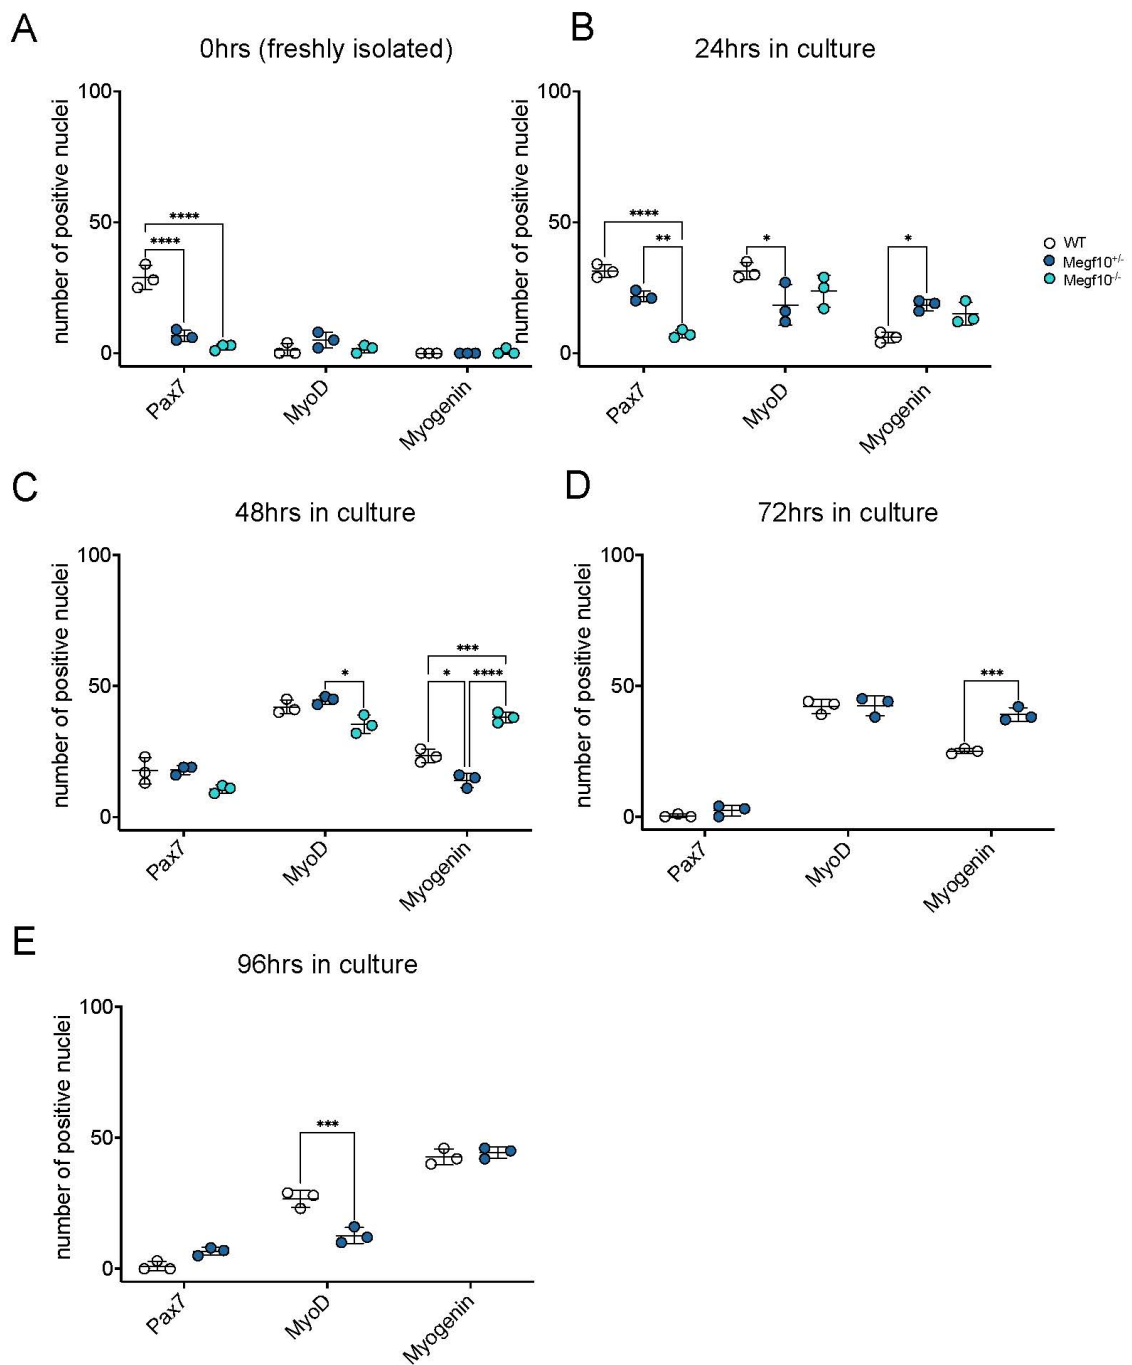 A
0hrs (freshly isolated)
number of positive nuclei
100
50
0
****
****
Pax7
MyoD
Myogenin
B
24hrs in culture
number of positive nuclei
100
50
0
****
**
*
*
Pax7
MyoD
Myogenin
WT
Megf10+/-
Megf10-/-
C
48hrs in culture
number of positive nuclei
100
50
0
*
***
*
****
Pax7
MyoD
Myogenin
D
72hrs in culture
number of positive nuclei
100
50
0
***
Pax7
MyoD
Myogenin
E
96hrs in culture
number of positive nuclei
100
50
0
***
Pax7
MyoD
Myogenin